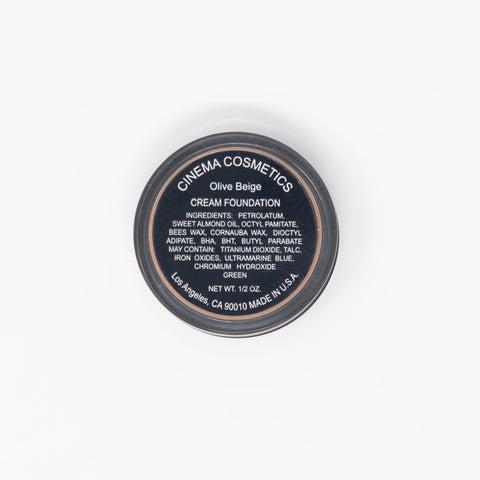 CINEMA COSMETICS
Olive Beige
CREAM FOUNDATION
INGREDIENTS: PETROLATUM,
SWEET ALMOND OIL, OCTYL PAMITATE,
BEES WAX, CORNAUBA WAX, DIOCTYL
ADIPATE, BHA, BHT, BUTYL PARABATE
MAY CONTAIN: TITANIUM DIOXIDE, TALC,
IRON OXIDES, ULTRAMARINE BLUE,
CHROMIUM HYDROXIDE
GREEN
NET WT. 1/2 OZ.
Los Angeles, CA 90010 MADE IN U.S.A.